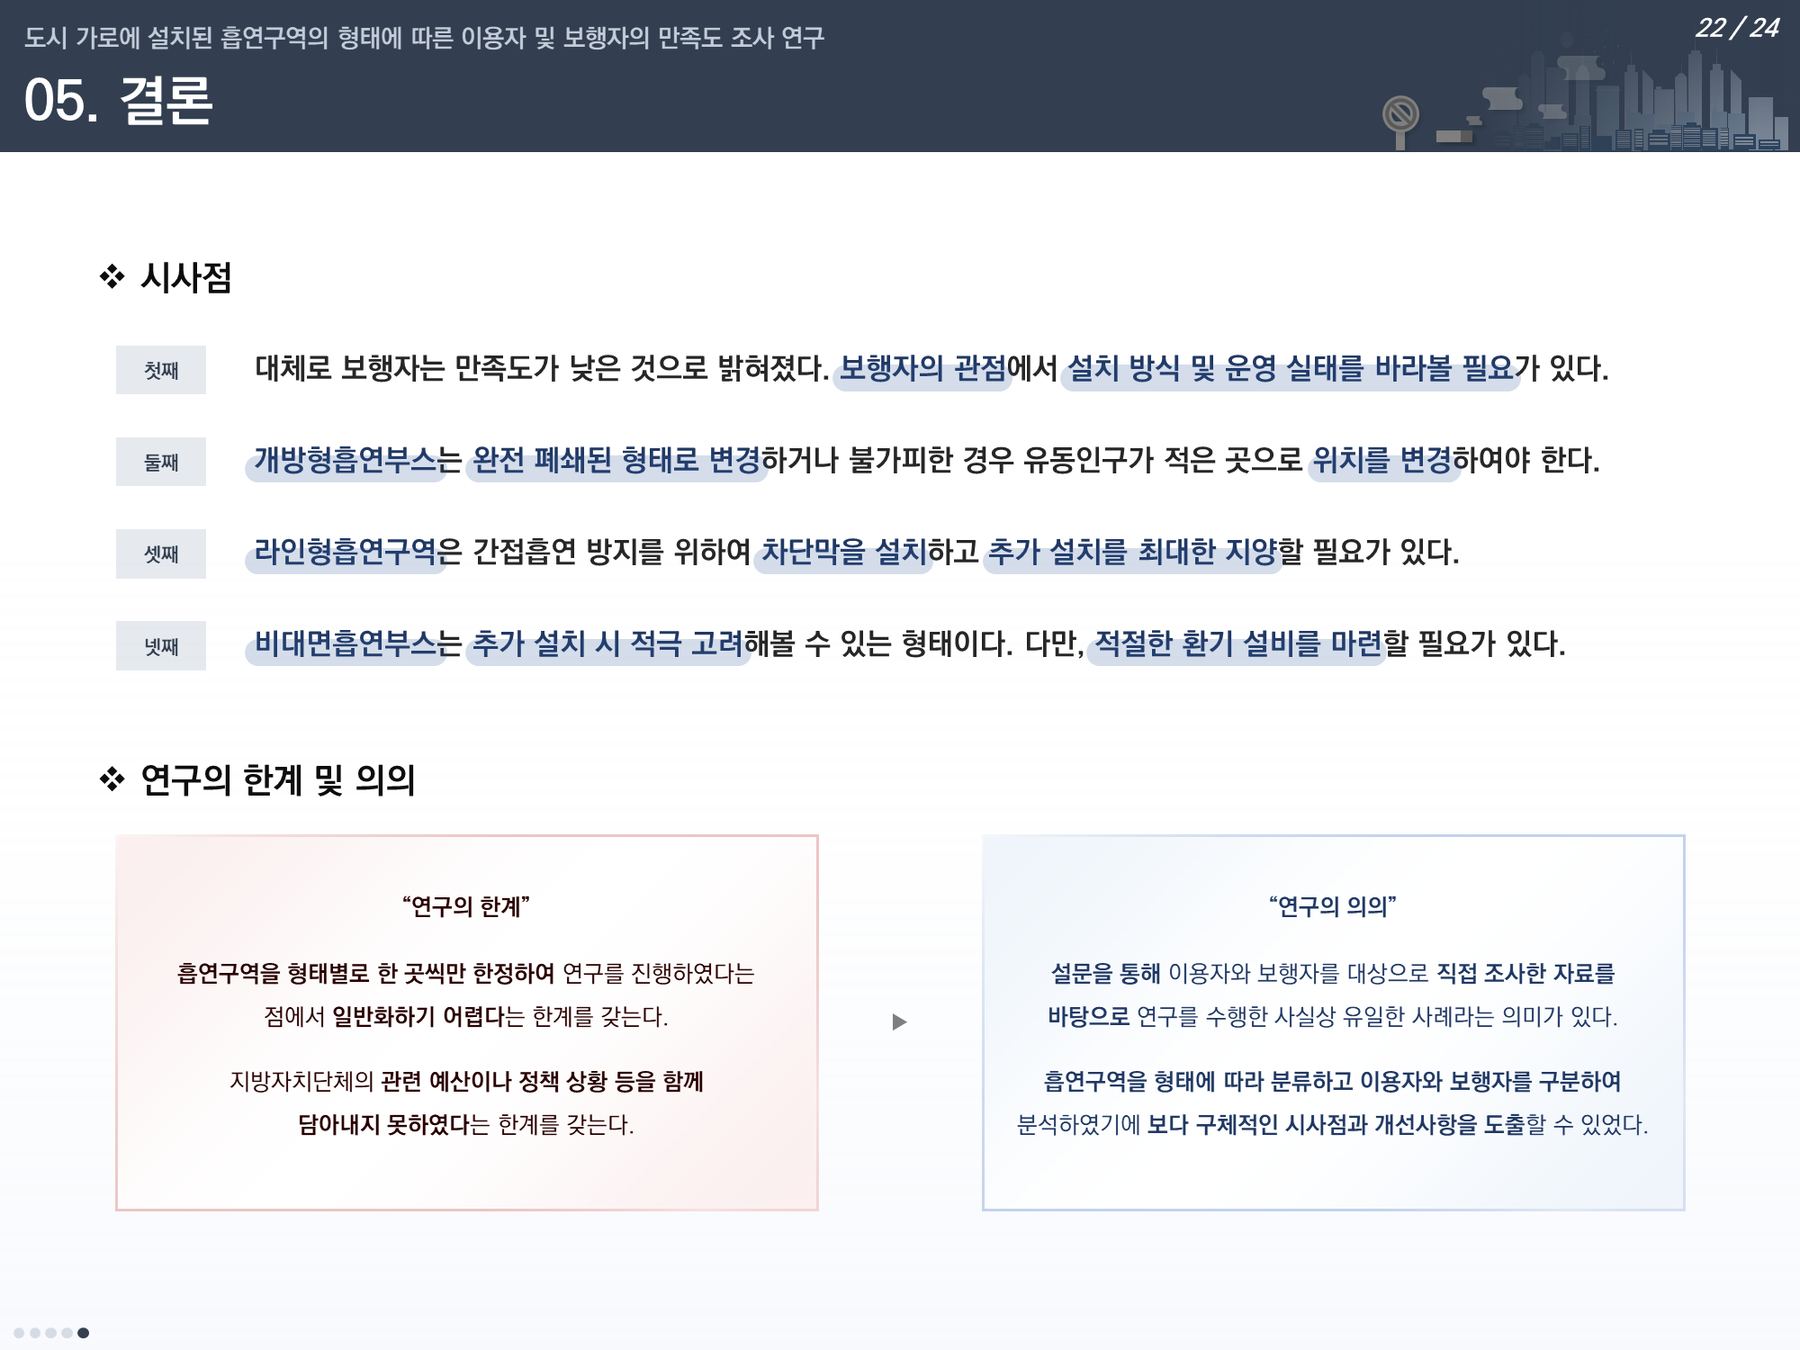 도시 가로에 설치된 흡연구역의 형태에 따른 이용자 및 보행자의 만족도 조사 연구
22 / 24
05. 결론
❖ 시사점
첫째 대체로 보행자는 만족도가 낮은 것으로 밝혀졌다. 보행자의 관점에서 설치 방식 및 운영 실태를 바라볼 필요가 있다.
둘째 개방형흡연부스는 완전 폐쇄된 형태로 변경하거나 불가피한 경우 유동인구가 적은 곳으로 위치를 변경하여야 한다.
셋째 라인형흡연구역은 간접흡연 방지를 위하여 차단막을 설치하고 추가 설치를 최대한 지양할 필요가 있다.
넷째 비대면흡연부스는 추가 설치 시 적극 고려해볼 수 있는 형태이다. 다만, 적절한 환기 설비를 마련할 필요가 있다.
❖ 연구의 한계 및 의의
“연구의 한계”
흡연구역을 형태별로 한 곳씩만 한정하여 연구를 진행하였다는
점에서 일반화하기 어렵다는 한계를 갖는다.
지방자치단체의 관련 예산이나 정책 상황 등을 함께
담아내지 못하였다는 한계를 갖는다.
“연구의 의의”
설문을 통해 이용자와 보행자를 대상으로 직접 조사한 자료를
바탕으로 연구를 수행한 사실상 유일한 사례라는 의미가 있다.
흡연구역을 형태에 따라 분류하고 이용자와 보행자를 구분하여
분석하였기에 보다 구체적인 시사점과 개선사항을 도출할 수 있었다.